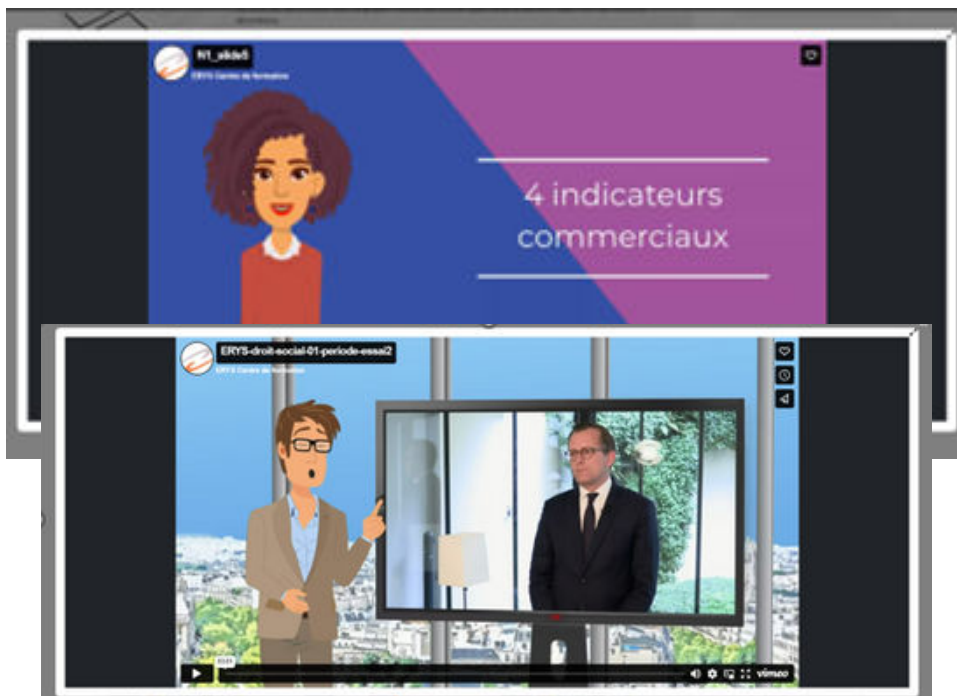 N1_slide5
ERYS Centre de formation
4 indicateurs
commerciaux
ERYS-droit-social-01-periode-essai2
ERYS Centre de formation
vimeo